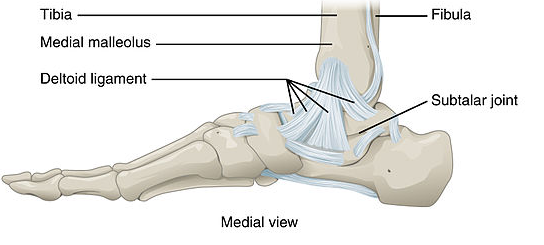 Tibia
Fibula
Medial malleolus
Deltoid ligament
Subtalar joint
Medial view